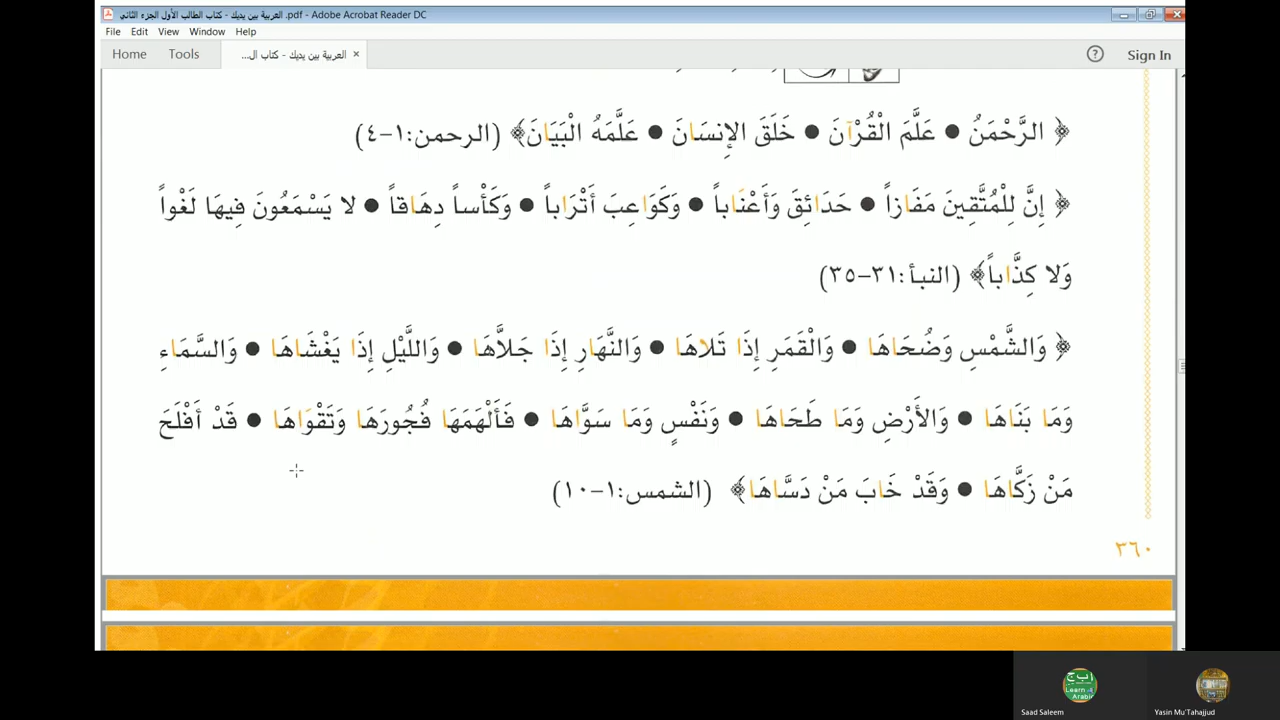 العربية بين يديك - كتاب الطالب الأول الجزء الثاني .pdf - Adobe Acrobat Reader DC
File Edit View Window Help
Home Tools العربية بين يديك - كتاب ال... × Sign In
﴿ الرَّحْمَنُ ● عَلَّمَ الْقُرْآنَ ● خَلَقَ الإِنسَانَ ● عَلَّمَهُ الْبَيَانَ﴾ (الرحمن:١-٤)
﴿ إِنَّ لِلْمُتَّقِينَ مَفَازاً ● حَدَائِقَ وَأَعْنَاباً ● وَكَوَاعِبَ أَتْرَاباً ● وَكَأْساً دِهَاقاً ● لا يَسْمَعُونَ فِيهَا لَغْواً
وَلا كِذَّاباً﴾ (النبأ:٣١-٣٥)
﴿ وَالشَّمْسِ وَضُحَاهَا ● وَالْقَمَرِ إِذَا تَلاهَا ● وَالنَّهَارِ إِذَا جَلاَّهَا ● وَاللَّيْلِ إِذَا يَغْشَاهَا ● وَالسَّمَاءِ
وَمَا بَنَاهَا ● وَالأَرْضِ وَمَا طَحَاهَا ● وَنَفْسٍ وَمَا سَوَّاهَا ● فَأَلْهَمَهَا فُجُورَهَا وَتَقْوَاهَا ● قَدْ أَفْلَحَ
مَنْ زَكَّاهَا ● وَقَدْ خَابَ مَنْ دَسَّاهَا﴾ (الشمس:١-١٠)
٣٦٠
ا ب ج
Learn Arabic
Saad Saleem
Yasin Mu'Tahajjud